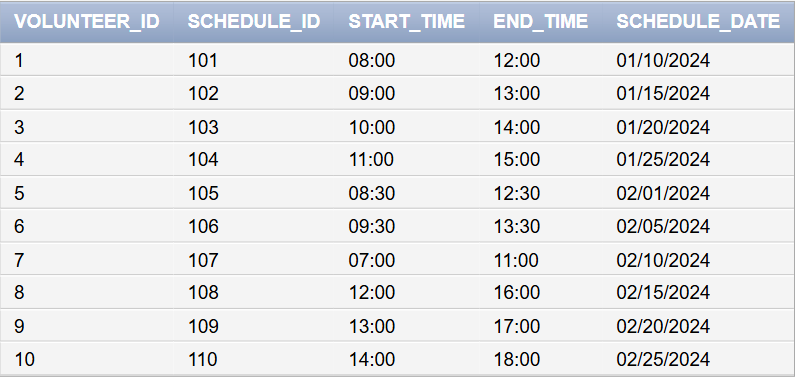 VOLUNTEER_ID SCHEDULE_ID START_TIME END_TIME SCHEDULE_DATE
1 101 08:00 12:00 01/10/2024
2 102 09:00 13:00 01/15/2024
3 103 10:00 14:00 01/20/2024
4 104 11:00 15:00 01/25/2024
5 105 08:30 12:30 02/01/2024
6 106 09:30 13:30 02/05/2024
7 107 07:00 11:00 02/10/2024
8 108 12:00 16:00 02/15/2024
9 109 13:00 17:00 02/20/2024
10 110 14:00 18:00 02/25/2024